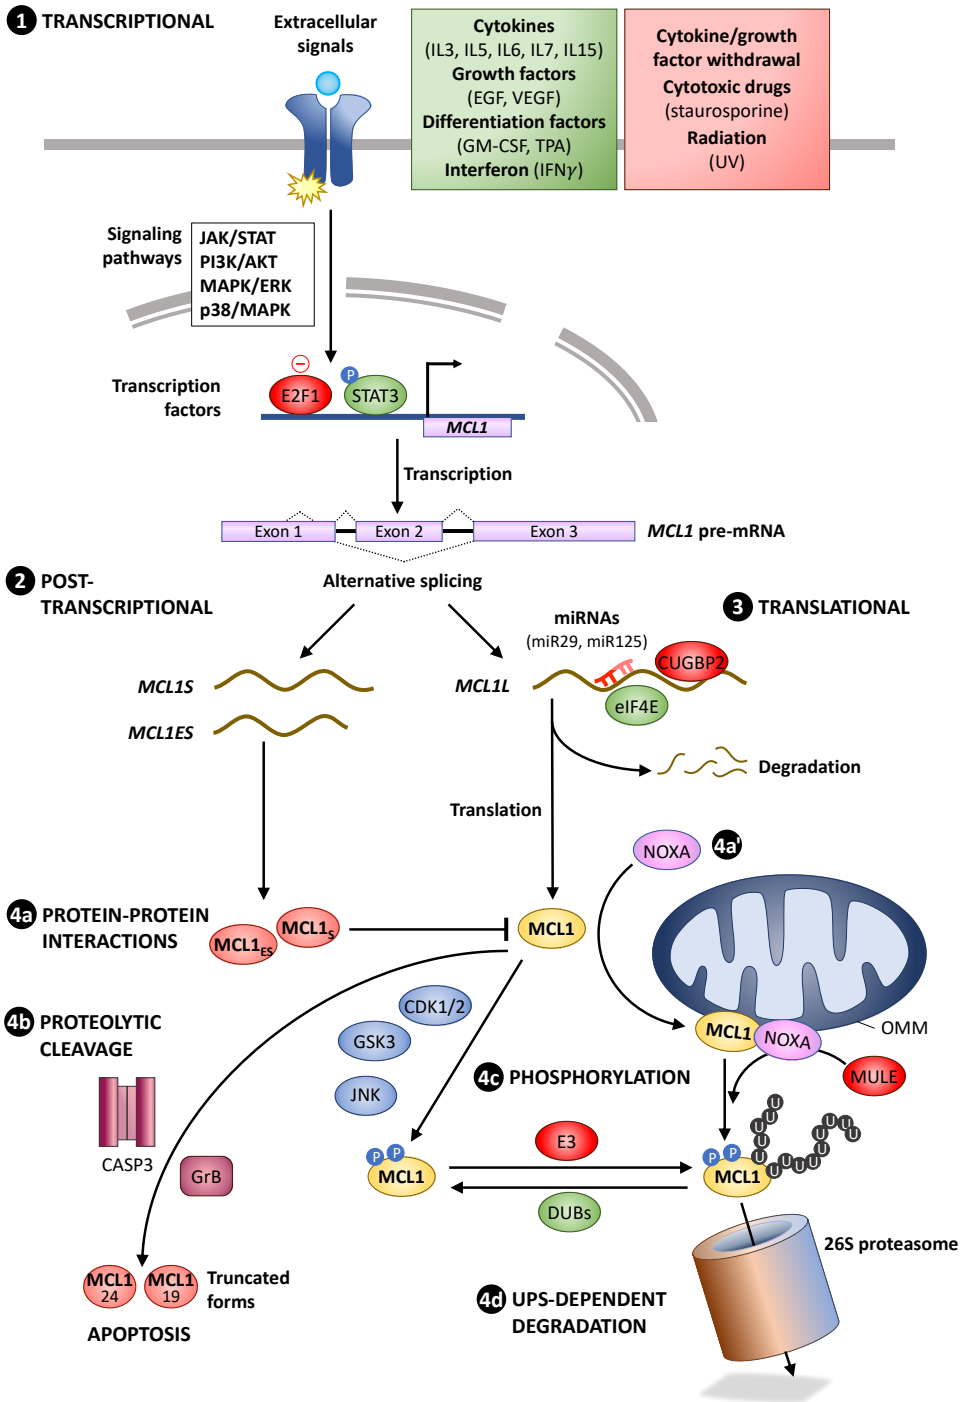 1 TRANSCRIPTIONAL
Extracellular
signals
Cytokines
(IL3, IL5, IL6, IL7, IL15)
Growth factors
(EGF, VEGF)
Differentiation factors
(GM-CSF, TPA)
Interferon (IFNγ)
Cytokine/growth
factor withdrawal
Cytotoxic drugs
(staurosporine)
Radiation
(UV)
Signaling
pathways
JAK/STAT
PI3K/AKT
MAPK/ERK
p38/MAPK
Transcription
factors
−
E2F1
P
STAT3
MCL1
Transcription
Exon 1
Exon 2
Exon 3
MCL1 pre-mRNA
2 POST-
TRANSCRIPTIONAL
Alternative splicing
3 TRANSLATIONAL
miRNAs
(miR29, miR125)
MCL1S
MCL1ES
MCL1L
CUGBP2
eIF4E
Degradation
Translation
NOXA
4a'
4a PROTEIN-PROTEIN
INTERACTIONS
MCL1ES
MCL1S
MCL1
MCL1
NOXA
OMM
MULE
4b PROTEOLYTIC
CLEAVAGE
CDK1/2
GSK3
JNK
4c PHOSPHORYLATION
CASP3
GrB
P P
MCL1
E3
DUBs
P P
MCL1
U U U U U U U U U U U U U U
26S proteasome
MCL1
24
MCL1
19
Truncated
forms
APOPTOSIS
4d UPS-DEPENDENT
DEGRADATION